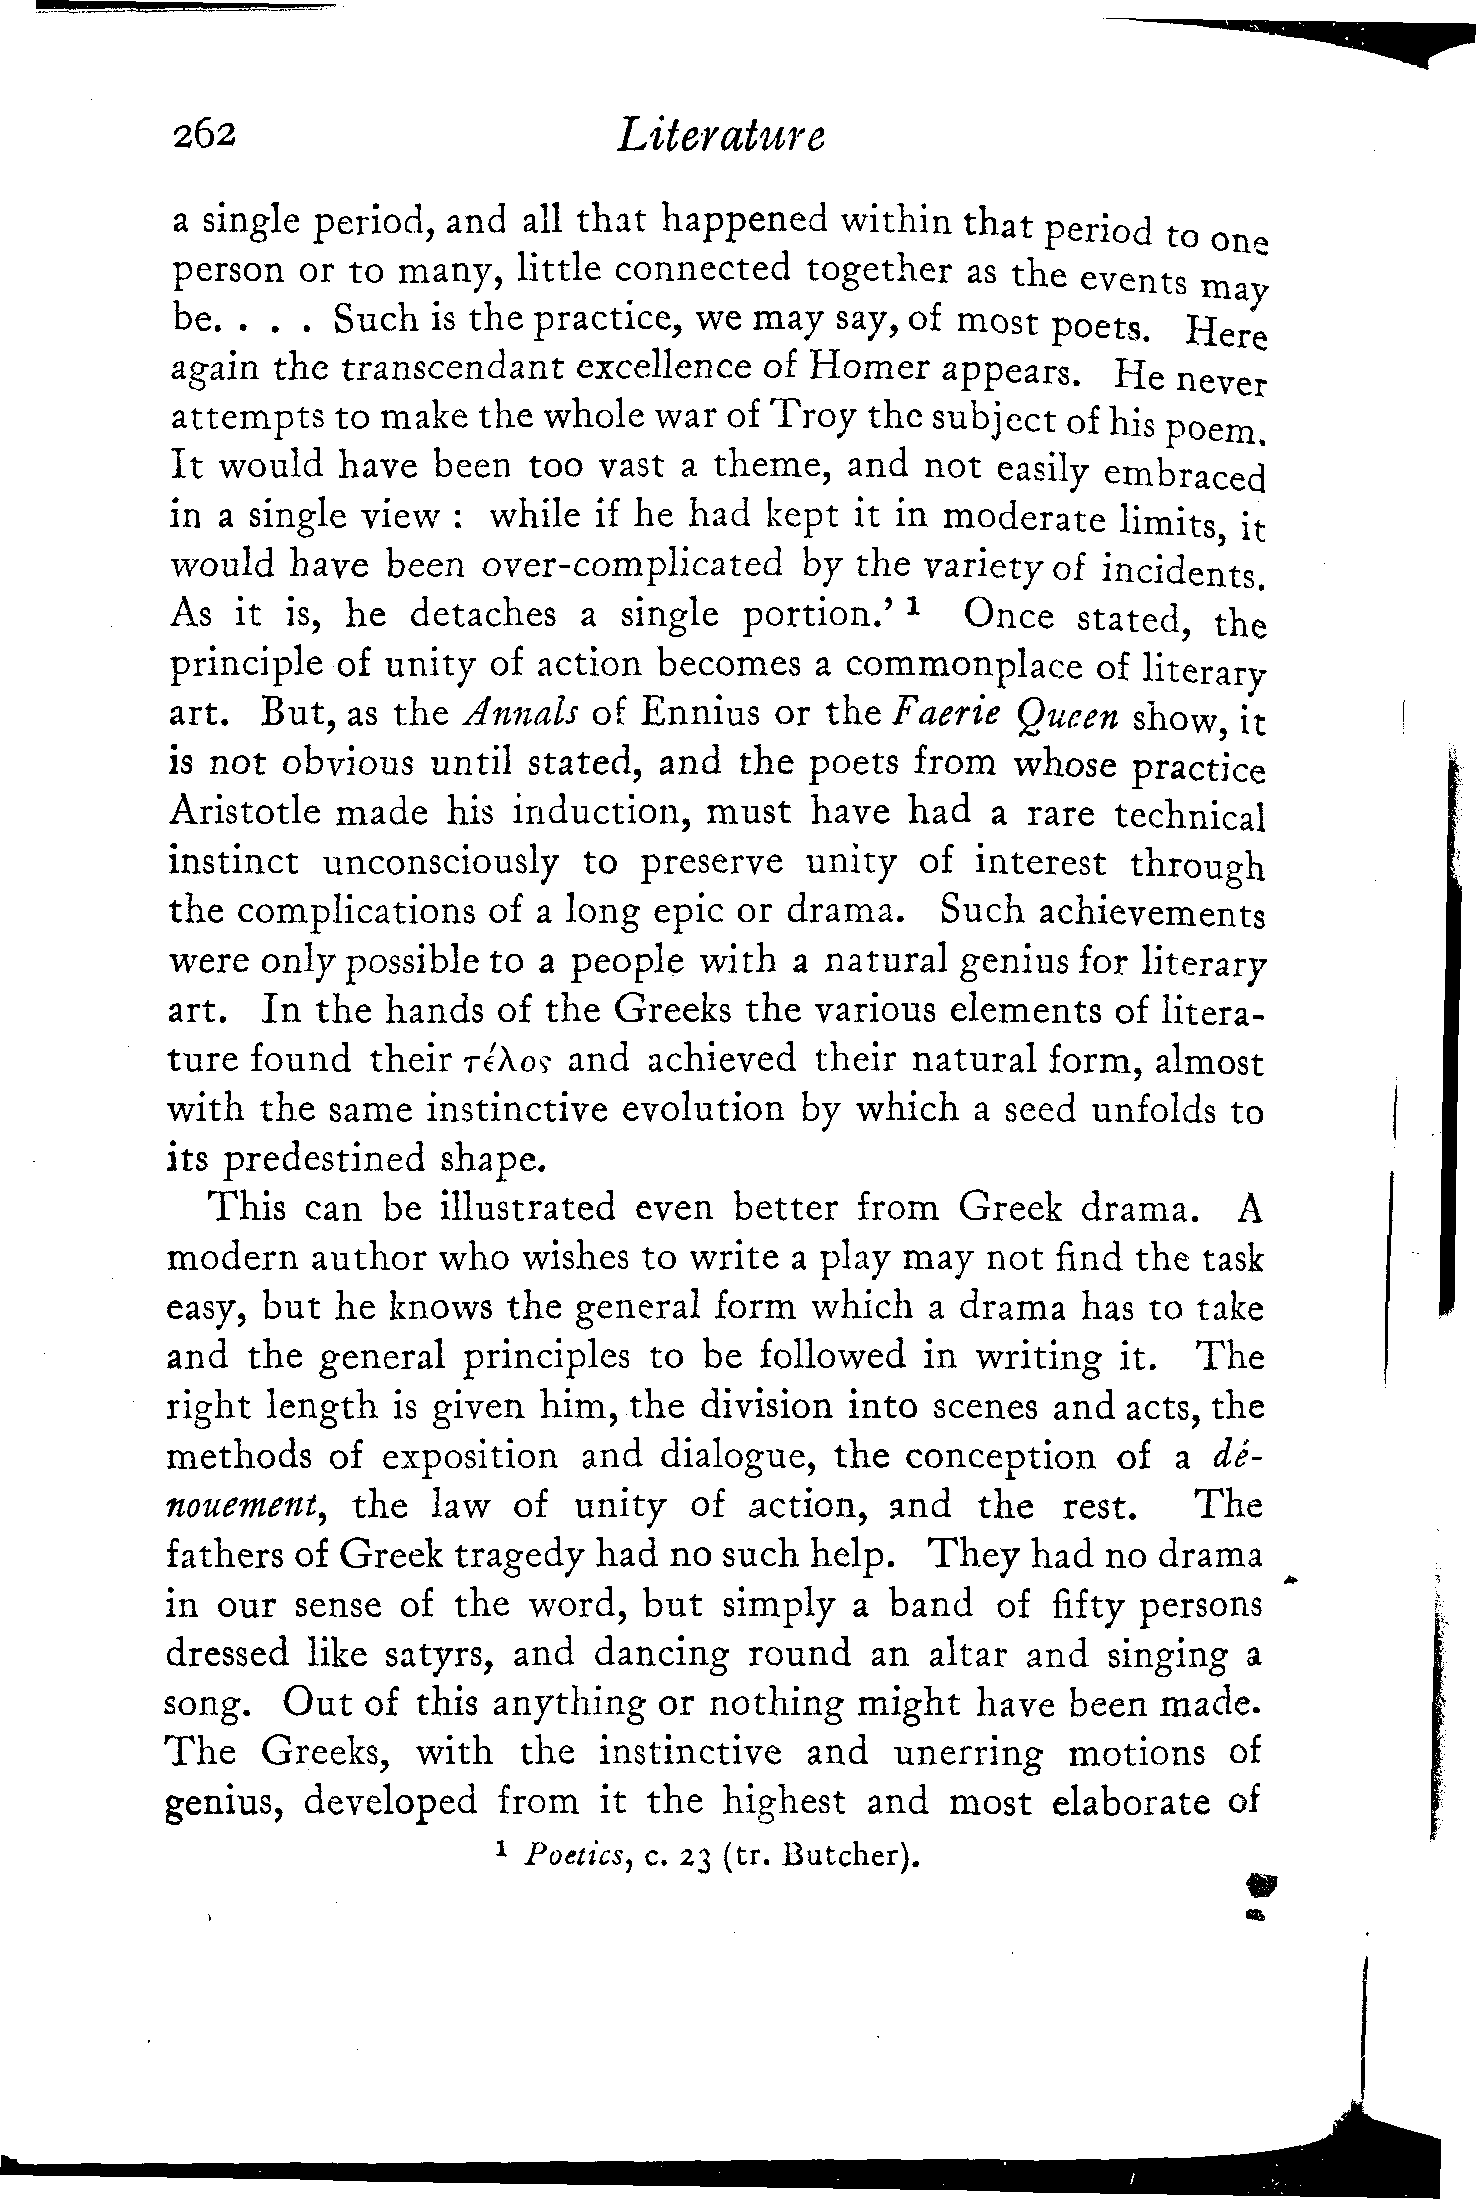 262 Literature
a single period, and all that happened within that period to one
person or to many, little connected together as the events may
be. . . . Such is the practice, we may say, of most poets. Here
again the transcendant excellence of Homer appears. He never
attempts to make the whole war of Troy the subject of his poem.
It would have been too vast a theme, and not easily embraced
in a single view : while if he had kept it in moderate limits, it
would have been over-complicated by the variety of incidents.
As it is, he detaches a single portion.’ 1 Once stated, the
principle of unity of action becomes a commonplace of literary
art. But, as the Annals of Ennius or the Faerie Queen show, it
is not obvious until stated, and the poets from whose practice
Aristotle made his induction, must have had a rare technical
instinct unconsciously to preserve unity of interest through
the complications of a long epic or drama. Such achievements
were only possible to a people with a natural genius for literary
art. In the hands of the Greeks the various elements of litera-
ture found their τέλος and achieved their natural form, almost
with the same instinctive evolution by which a seed unfolds to
its predestined shape.
This can be illustrated even better from Greek drama. A
modern author who wishes to write a play may not find the task
easy, but he knows the general form which a drama has to take
and the general principles to be followed in writing it. The
right length is given him, the division into scenes and acts, the
methods of exposition and dialogue, the conception of a dé-
nouement, the law of unity of action, and the rest. The
fathers of Greek tragedy had no such help. They had no drama
in our sense of the word, but simply a band of fifty persons
dressed like satyrs, and dancing round an altar and singing a
song. Out of this anything or nothing might have been made.
The Greeks, with the instinctive and unerring motions of
genius, developed from it the highest and most elaborate of
1 Poetics, c. 23 (tr. Butcher).